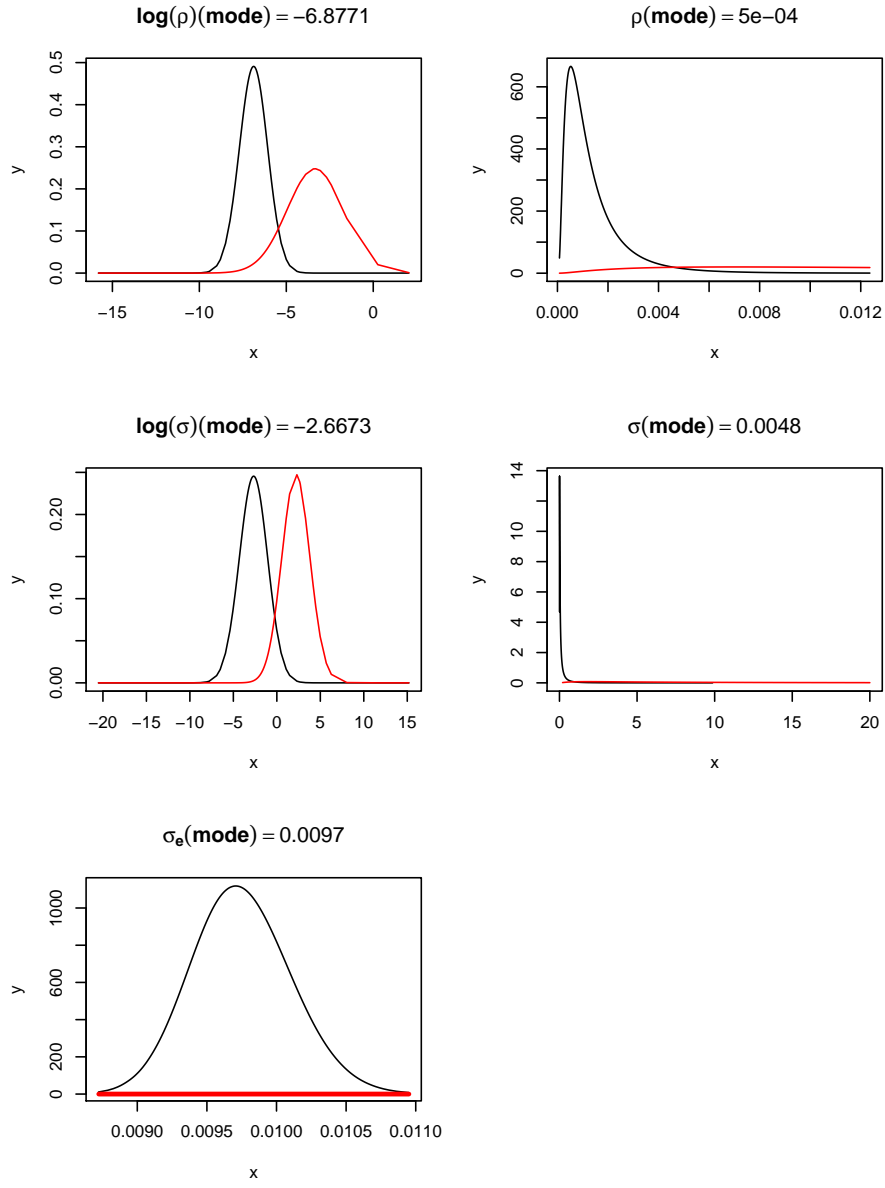 log(ρ)(mode) = −6.8771
y
0.0 0.1 0.2 0.3 0.4 0.5
−15 −10 −5 0
x
ρ(mode) = 5e−04
y
0 200 400 600
0.000 0.004 0.008 0.012
x
log(σ)(mode) = −2.6673
y
0.00 0.10 0.20
−20 −15 −10 −5 0 5 10 15
x
σ(mode) = 0.0048
y
0 2 4 6 8 10 12 14
0 5 10 15 20
x
σe(mode) = 0.0097
y
0 200 600 1000
0.0090 0.0095 0.0100 0.0105 0.0110
x